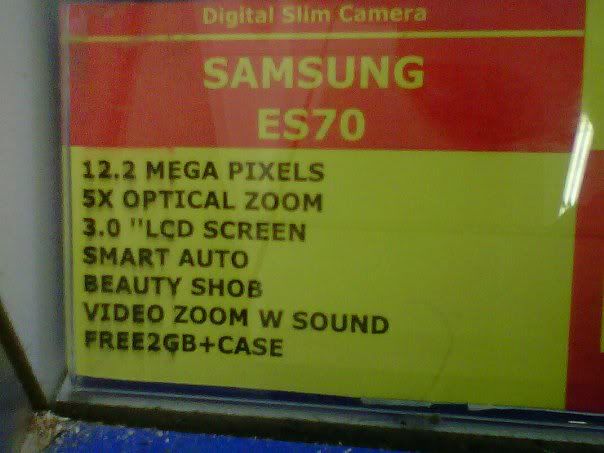 Digital Slim Camera
SAMSUNG
ES70
12.2 MEGA PIXELS
5X OPTICAL ZOOM
3.0 "LCD SCREEN
SMART AUTO
BEAUTY SHOB
VIDEO ZOOM W SOUND
FREE2GB+CASE